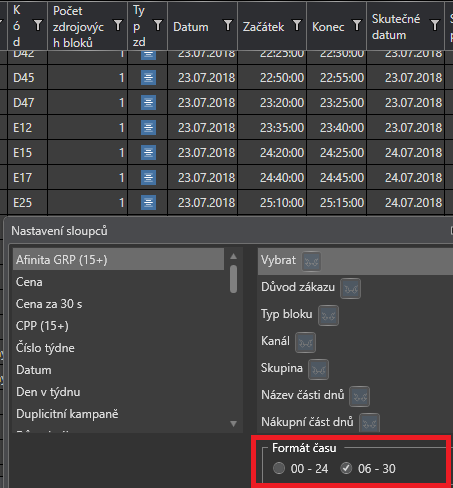 K ó d
Počet zdrojovýc h bloků
Ty p zd
Datum
Začátek
Konec
Skutečné datum
D42 1 23.07.2018 22:25:00 22:30:00 23.07.2018
D45 1 23.07.2018 22:50:00 22:55:00 23.07.2018
D47 1 23.07.2018 23:20:00 23:25:00 23.07.2018
E12 1 23.07.2018 23:35:00 23:40:00 23.07.2018
E15 1 23.07.2018 24:20:00 24:25:00 24.07.2018
E17 1 23.07.2018 24:40:00 24:45:00 24.07.2018
E25 1 23.07.2018 25:10:00 25:15:00 24.07.2018
Nastavení sloupců
Afinita GRP (15+)
Cena
Cena za 30 s
CPP (15+)
Číslo týdne
Datum
Den v týdnu
Duplicitní kampaně
Vybrat
Důvod zákazu
Typ bloku
Kanál
Skupina
Název části dnů
Nákupní část dnů
Formát času
00 - 24 06 - 30